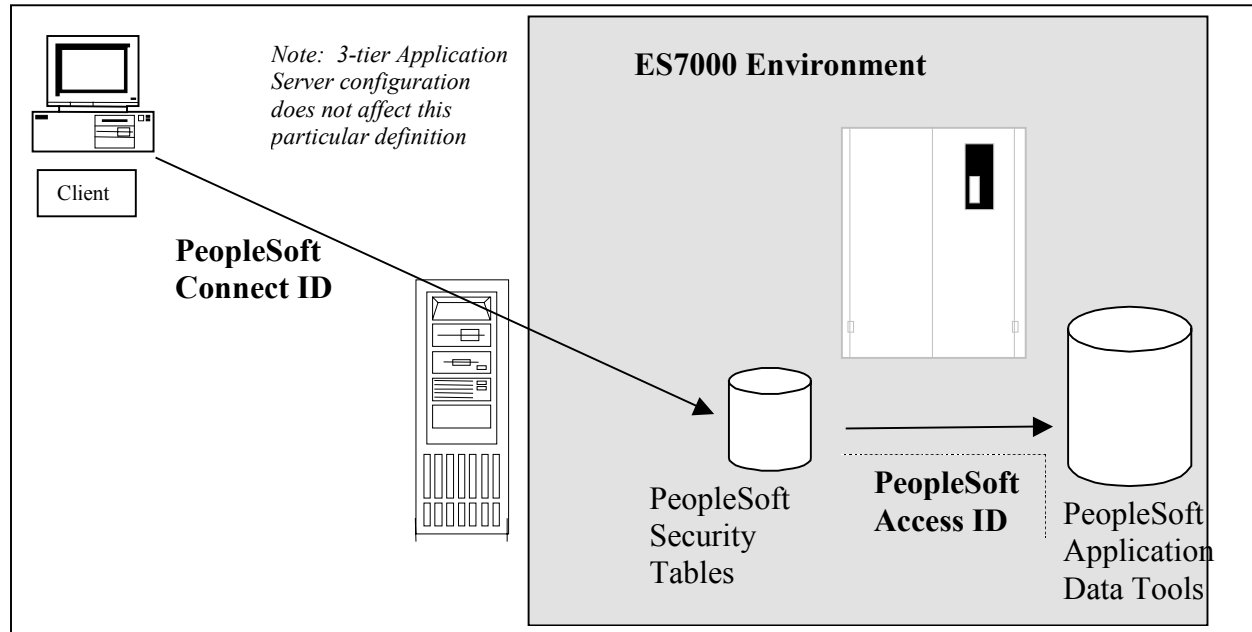 Note: 3-tier Application
Server configuration
does not affect this
particular definition
ES7000 Environment
Client
PeopleSoft
Connect ID
PeopleSoft
Security
Tables
PeopleSoft
Access ID
PeopleSoft
Application
Data Tools